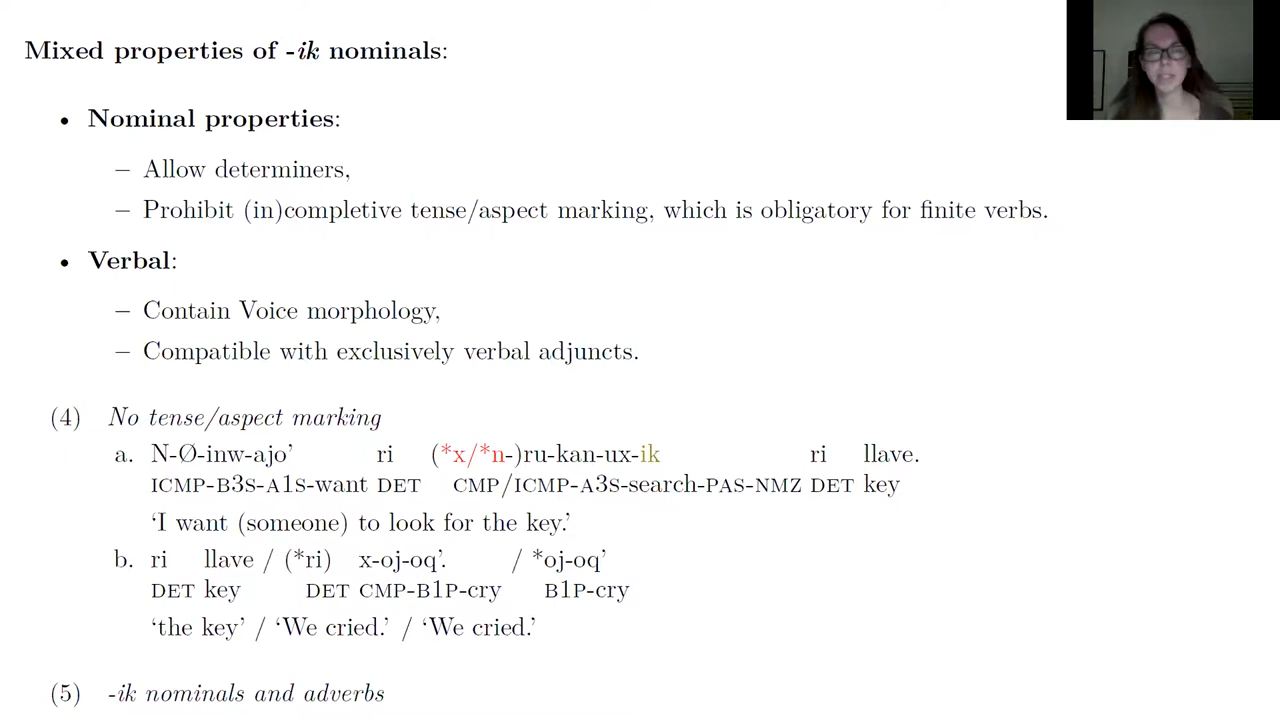 Mixed properties of -ik nominals:
• Nominal properties:
– Allow determiners,
– Prohibit (in)completive tense/aspect marking, which is obligatory for finite verbs.
• Verbal:
– Contain Voice morphology,
– Compatible with exclusively verbal adjuncts.
(4) No tense/aspect marking
a. N-Ø-inw-ajo’ ri (*x/*n-)ru-kan-ux-ik ri llave.
ICMP-B3S-A1S-want DET CMP/ICMP-A3S-search-PAS-NMZ DET key
‘I want (someone) to look for the key.’
b. ri llave / (*ri) x-oj-oq’. / *oj-oq’
DET key DET CMP-B1P-cry B1P-cry
‘the key’ / ‘We cried.’ / ‘We cried.’
(5) -ik nominals and adverbs